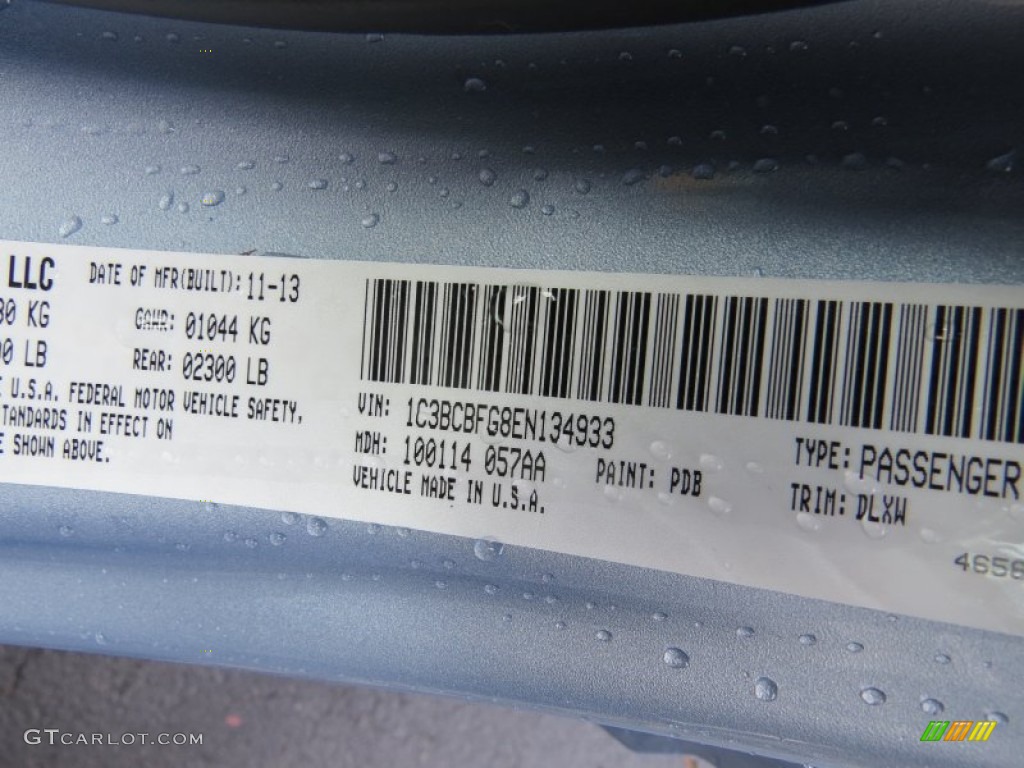 LLC DATE OF MFR(BUILT): 11-13
KG GAWR: 01044 KG
LB REAR: 02300 LB
U.S.A. FEDERAL MOTOR VEHICLE SAFETY,
STANDARDS IN EFFECT ON
SHOWN ABOVE.
VIN: 1C3BCBFG8EN134933
MDH: 100114 057AA PAINT: PDB
VEHICLE MADE IN U.S.A.
TYPE: PASSENGER
TRIM: DLXW
4656
GTCARLOT.COM